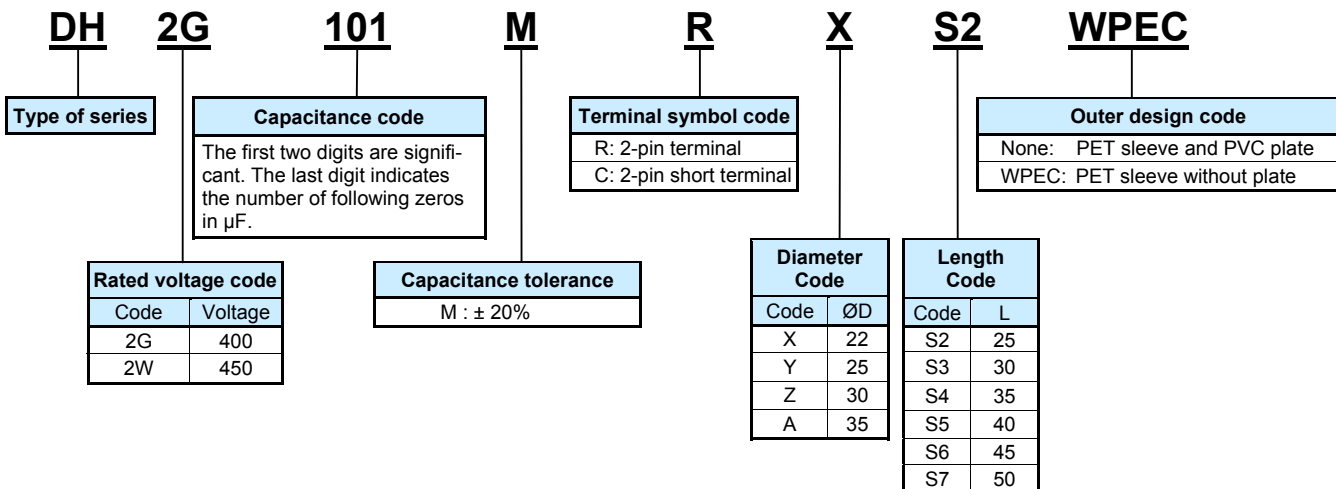 DH 2G 101 M R X S2 WPEC
Type of series
Capacitance code
The first two digits are signifi-
cant. The last digit indicates
the number of following zeros
in µF.
Terminal symbol code
R: 2-pin terminal
C: 2-pin short terminal
Outer design code
None: PET sleeve and PVC plate
WPEC: PET sleeve without plate
Rated voltage code
Code Voltage
2G 400
2W 450
Capacitance tolerance
M : ± 20%
Diameter
Code
Code ØD
X 22
Y 25
Z 30
A 35
Length
Code
Code L
S2 25
S3 30
S4 35
S5 40
S6 45
S7 50